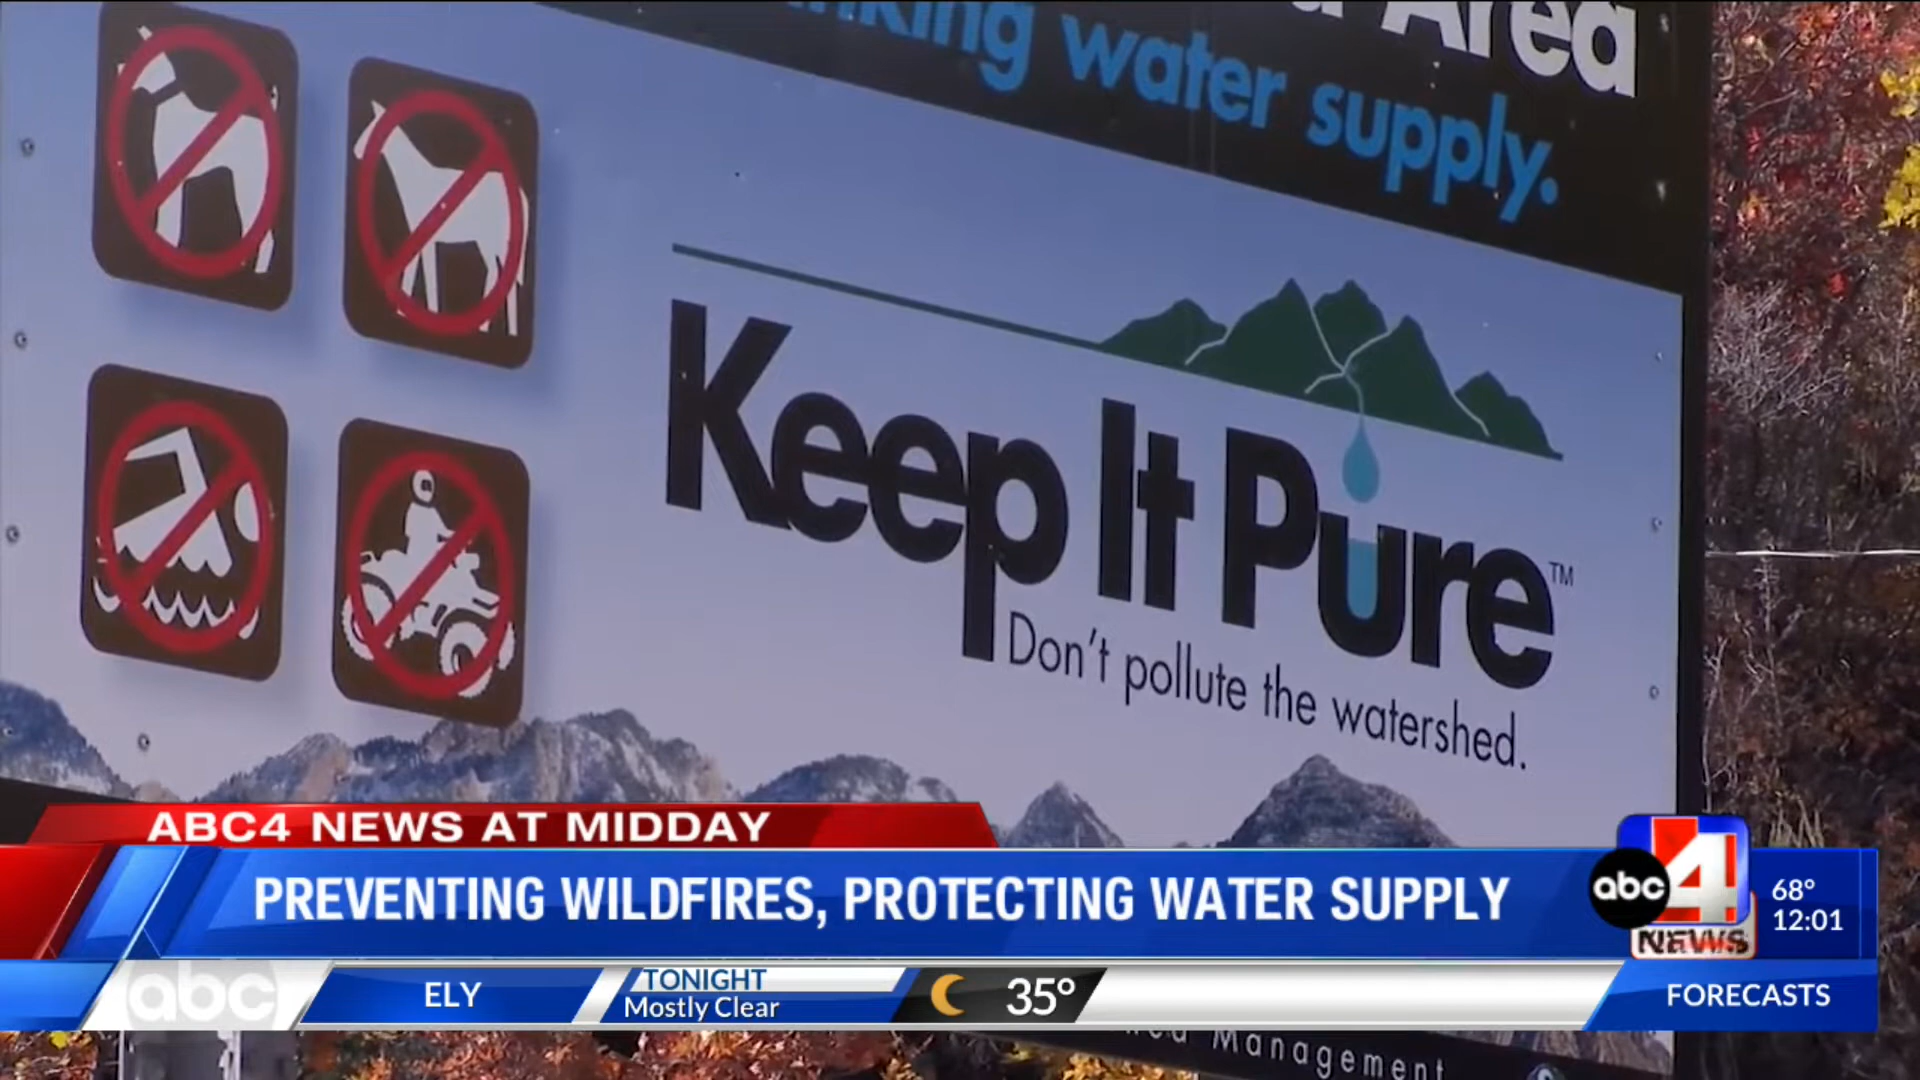 Area
water supply.
Keep It Pure™
Don't pollute the watershed.
ABC4 NEWS AT MIDDAY
PREVENTING WILDFIRES, PROTECTING WATER SUPPLY
abc 4
NEWS
68°
12:01
abc
ELY
TONIGHT
Mostly Clear
35°
FORECASTS
Management